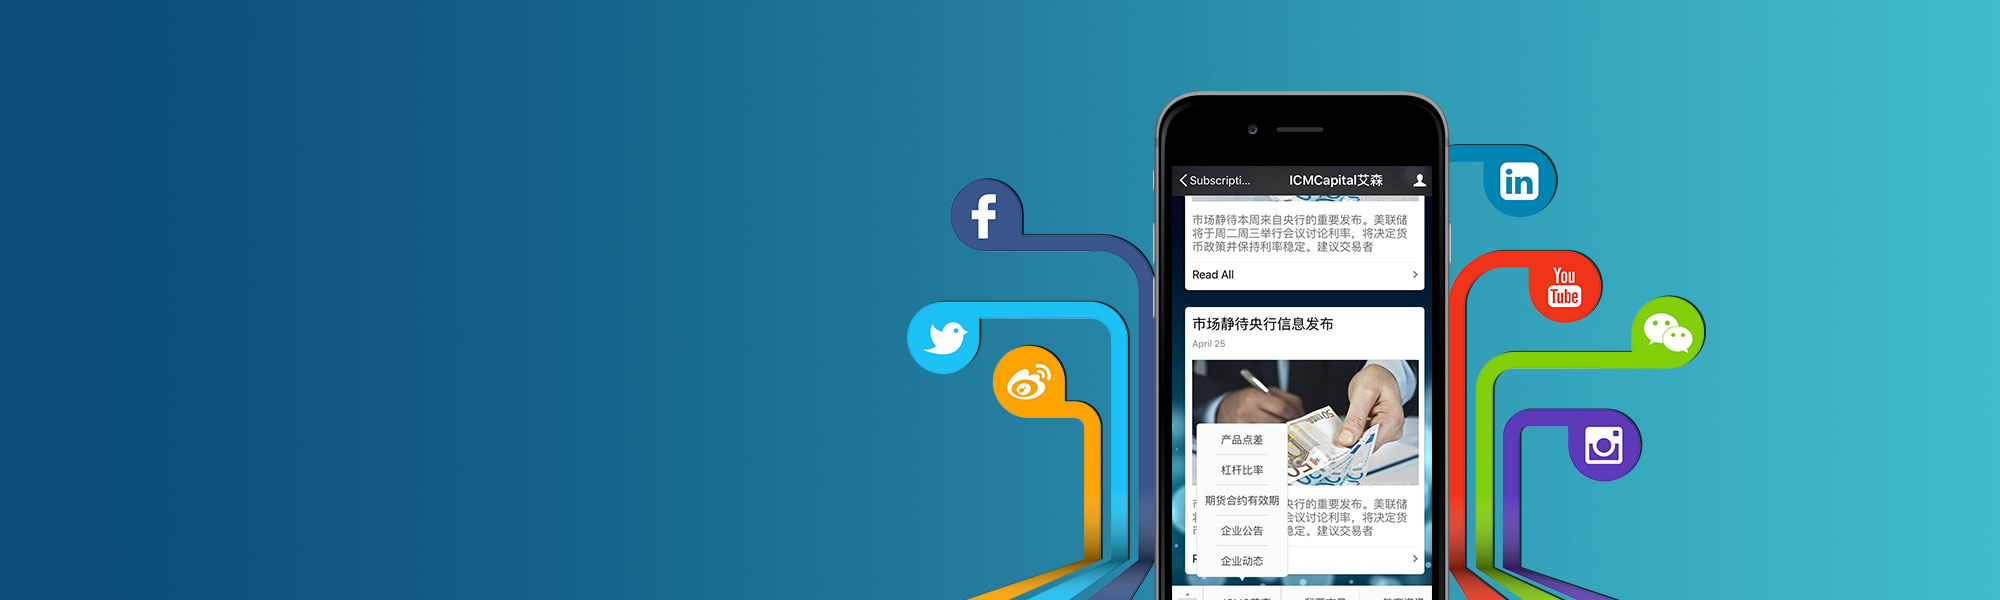 Subscripti...
ICMCapital艾森
市场静待本周来自央行的重要发布。美联储
将于周二周三举行会议讨论利率，将决定货
币政策并保持利率稳定。建议交易者
Read All
市场静待央行信息发布
April 25
50 EURO
产品点差
杠杆比率
期货合约有效期
企业公告
企业动态
央行的重要发布。美联储
会议讨论利率，将决定货
稳定。建议交易者
f
in
You
Tube